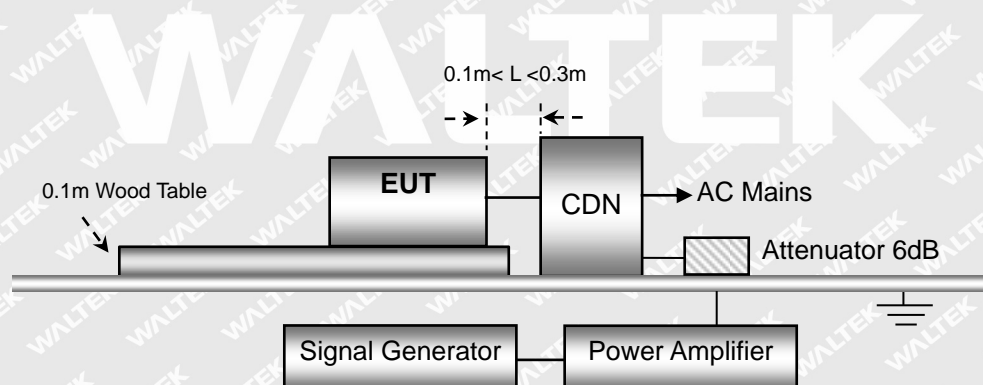 WALTEK
0.1m< L <0.3m
EUT
0.1m Wood Table
CDN
AC Mains
Attenuator 6dB
Signal Generator
Power Amplifier